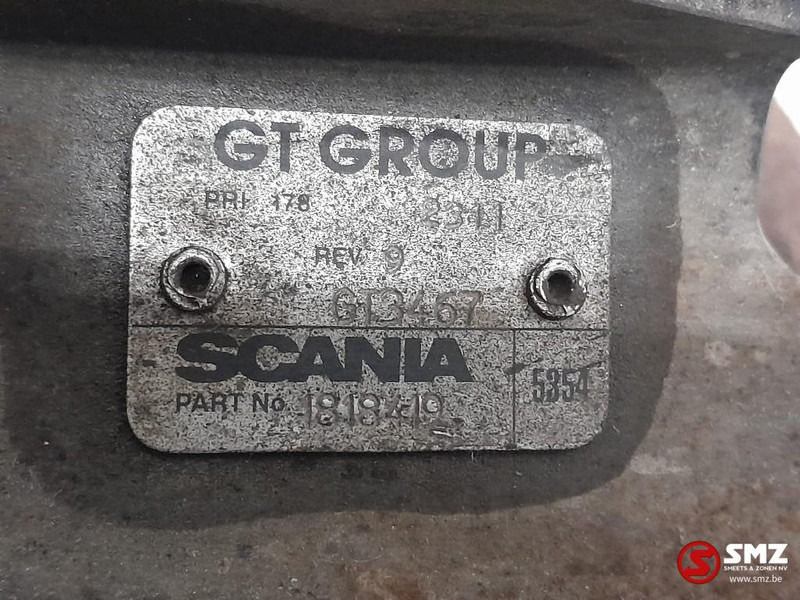 GT GROUP
PRI 178 2311
REV 9
GT3467
SCANIA
PART No 1818419
5354
SMZ
SMEETS & ZONEN NV
www.smz.be